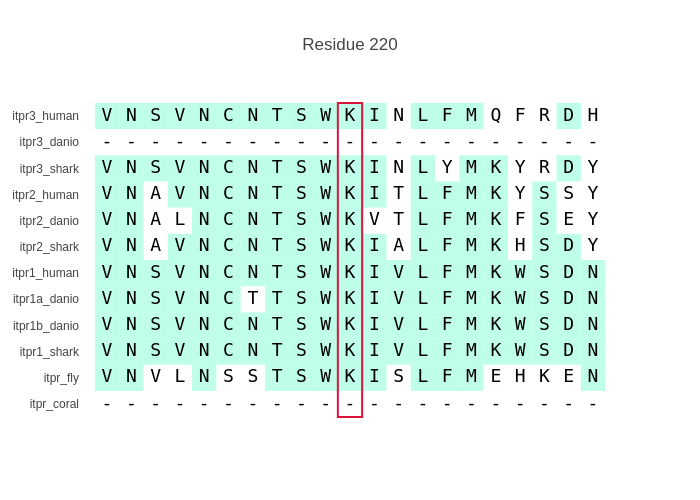 Residue 220
itpr3_human V N S V N C N T S W K I N L F M Q F R D H
itpr3_danio - - - - - - - - - - - - - - - - - - - - -
itpr3_shark V N S V N C N T S W K I N L Y M K Y R D Y
itpr2_human V N A V N C N T S W K I T L F M K Y S S Y
itpr2_danio V N A L N C N T S W K V T L F M K F S E Y
itpr2_shark V N A V N C N T S W K I A L F M K H S D Y
itpr1_human V N S V N C N T S W K I V L F M K W S D N
itpr1a_danio V N S V N C T T S W K I V L F M K W S D N
itpr1b_danio V N S V N C N T S W K I V L F M K W S D N
itpr1_shark V N S V N C N T S W K I V L F M K W S D N
itpr_fly V N V L N S S T S W K I S L F M E H K E N
itpr_coral - - - - - - - - - - - - - - - - - - - - -